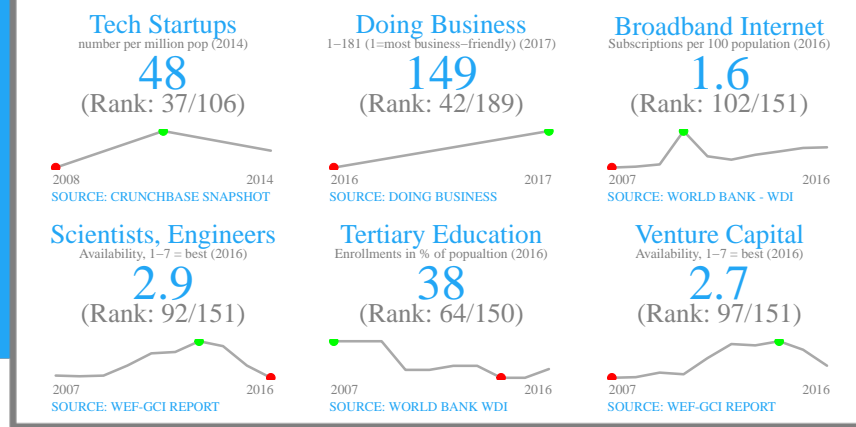 Tech Startups
number per million pop (2014)
48
(Rank: 37/106)
2008 2014
SOURCE: CRUNCHBASE SNAPSHOT
Doing Business
1−181 (1=most business−friendly) (2017)
149
(Rank: 42/189)
2016 2017
SOURCE: DOING BUSINESS
Broadband Internet
Subscriptions per 100 population (2016)
1.6
(Rank: 102/151)
2007 2016
SOURCE: WORLD BANK - WDI
Scientists, Engineers
Availability, 1−7 = best (2016)
2.9
(Rank: 92/151)
2007 2016
SOURCE: WEF-GCI REPORT
Tertiary Education
Enrollments in % of popualtion (2016)
38
(Rank: 64/150)
2007 2016
SOURCE: WORLD BANK WDI
Venture Capital
Availability, 1−7 = best (2016)
2.7
(Rank: 97/151)
2007 2016
SOURCE: WEF-GCI REPORT